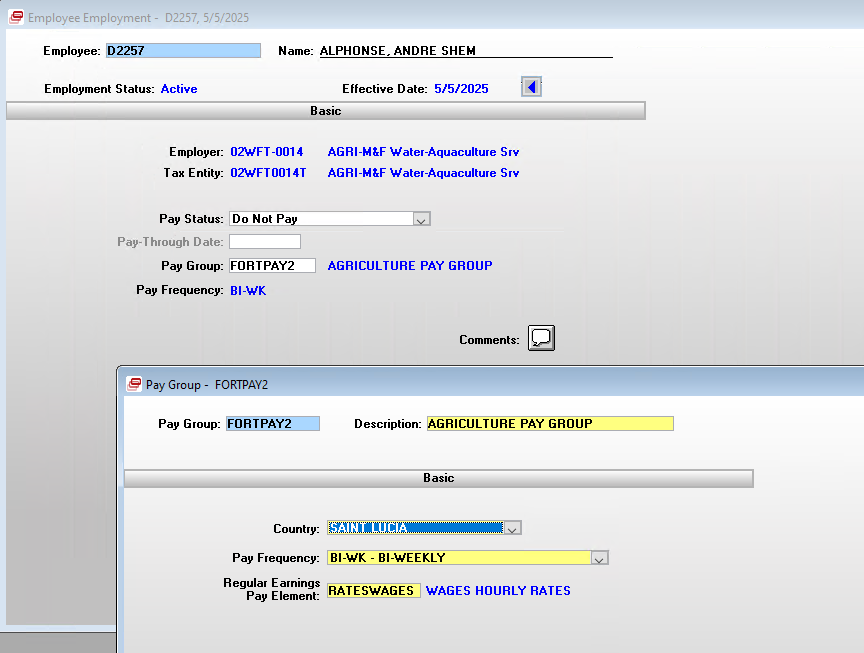 Employee Employment - D2257, 5/5/2025
Employee: D2257 Name: ALPHONSE, ANDRE SHEM
Employment Status: Active Effective Date: 5/5/2025
Basic
Employer: 02WFT-0014 AGRI-M&F Water-Aquaculture Srv
Tax Entity: 02WFT0014T AGRI-M&F Water-Aquaculture Srv
Pay Status: Do Not Pay
Pay-Through Date:
Pay Group: FORTPAY2 AGRICULTURE PAY GROUP
Pay Frequency: BI-WK
Comments:
Pay Group - FORTPAY2
Pay Group: FORTPAY2 Description: AGRICULTURE PAY GROUP
Basic
Country: SAINT LUCIA
Pay Frequency: BI-WK - BI-WEEKLY
Regular Earnings
Pay Element: RATESWAGES WAGES HOURLY RATES